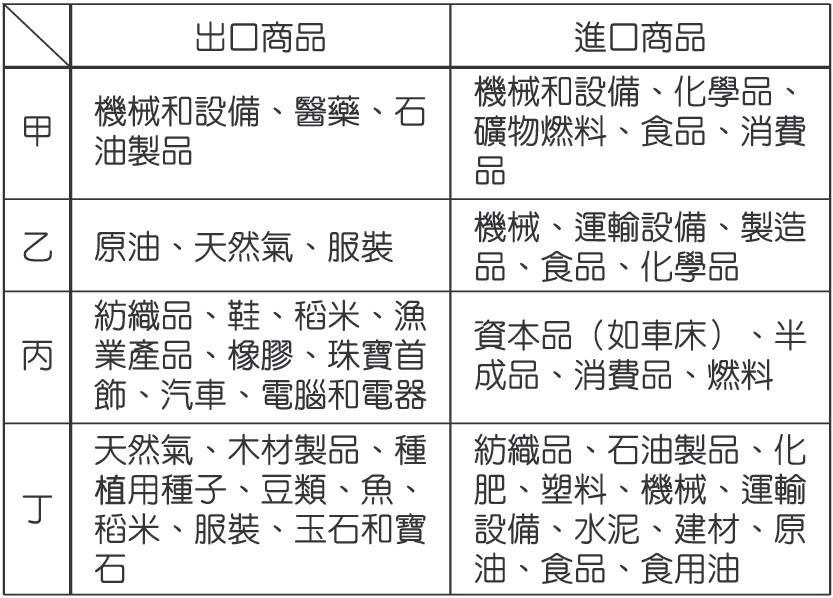 出口商品 進口商品
甲
機械和設備、醫藥、石
油製品
機械和設備、化學品、
礦物燃料、食品、消費
品
乙
原油、天然氣、服裝
機械、運輸設備、製造
品、食品、化學品
丙
紡織品、鞋、稻米、漁
業產品、橡膠、珠寶首
飾、汽車、電腦和電器
資本品（如車床）、半
成品、消費品、燃料
丁
天然氣、木材製品、種
植用種子、豆類、魚、
稻米、服裝、玉石和寶
石
紡織品、石油製品、化
肥、塑料、機械、運輸
設備、水泥、建材、原
油、食品、食用油